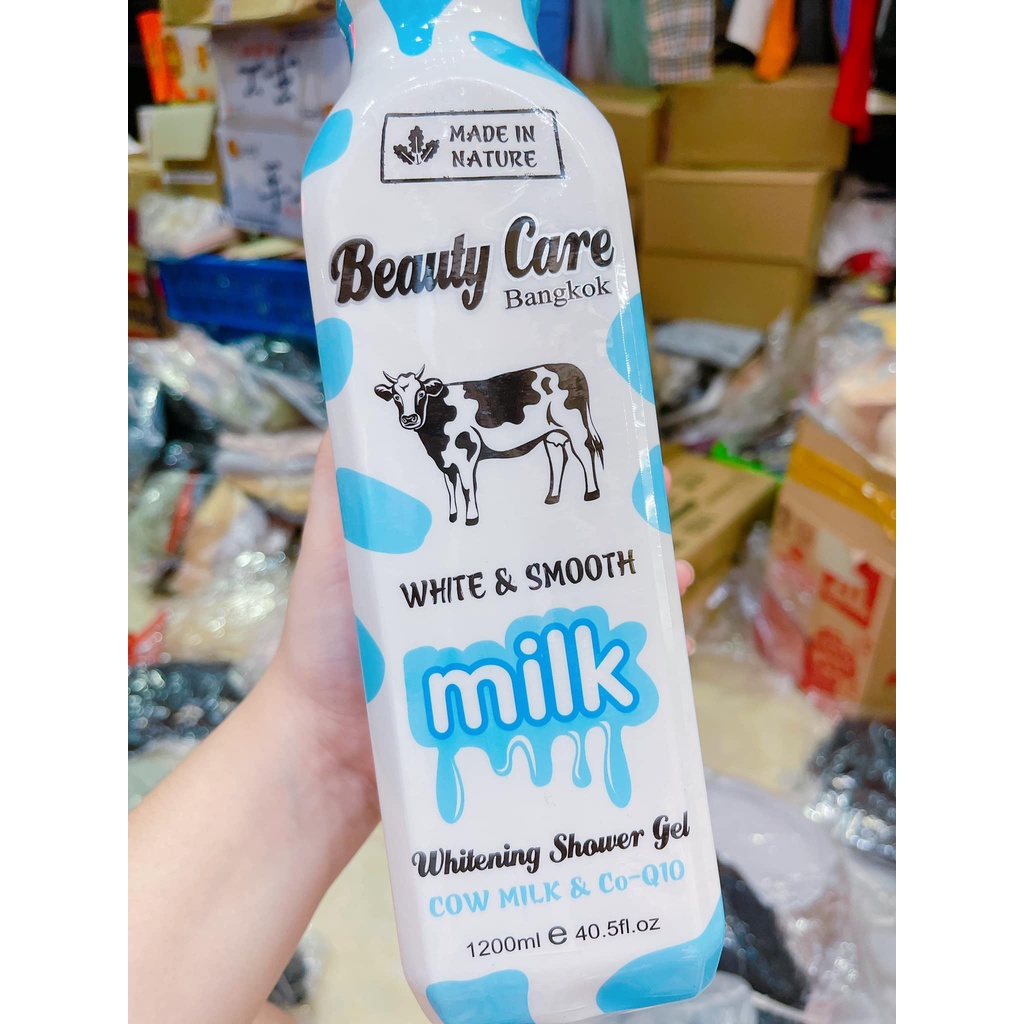 MADE IN
NATURE
Beauty Care
Bangkok
WHITE & SMOOTH
milk
Whitening Shower Gel
COW MILK & Co-Q10
1200ml e 40.5fl.oz